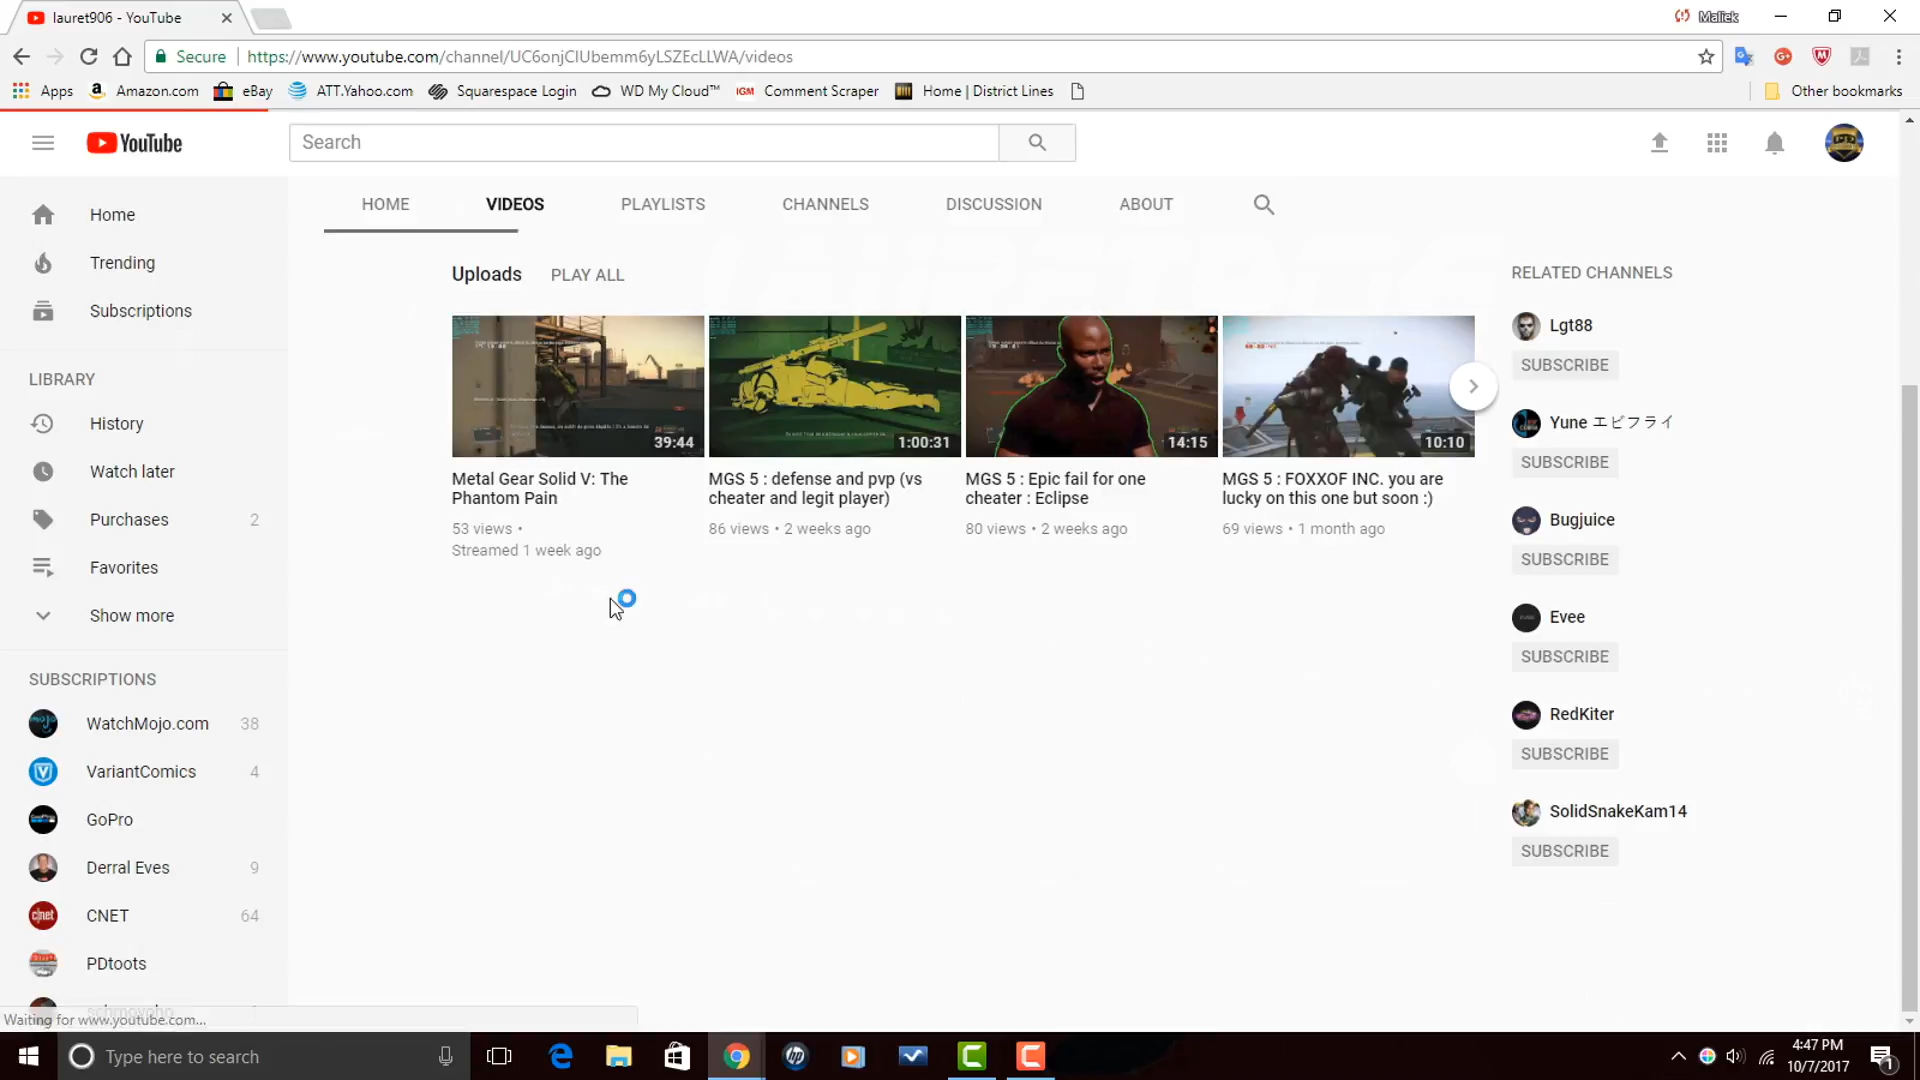 lauret906 - YouTube
Maliek
Secure https://www.youtube.com/channel/UC6onjCIUbemm6yLSZEcLLWA/videos
Apps Amazon.com eBay ATT.Yahoo.com Squarespace Login WD My Cloud™ IGM Comment Scraper Home | District Lines Other bookmarks
YouTube
Search
HOME VIDEOS PLAYLISTS CHANNELS DISCUSSION ABOUT
Home
Trending
Subscriptions
LIBRARY
History
Watch later
Purchases 2
Favorites
Show more
SUBSCRIPTIONS
WatchMojo.com 38
VariantComics 4
GoPro
Derral Eves 9
CNET 64
PDtoots
Uploads PLAY ALL
39:44
Metal Gear Solid V: The
Phantom Pain
53 views •
Streamed 1 week ago
1:00:31
MGS 5 : defense and pvp (vs
cheater and legit player)
86 views • 2 weeks ago
14:15
MGS 5 : Epic fail for one
cheater : Eclipse
80 views • 2 weeks ago
10:10
MGS 5 : FOXXOF INC. you are
lucky on this one but soon :)
69 views • 1 month ago
RELATED CHANNELS
Lgt88
SUBSCRIBE
Yune エビフライ
SUBSCRIBE
Bugjuice
SUBSCRIBE
Evee
SUBSCRIBE
RedKiter
SUBSCRIBE
SolidSnakeKam14
SUBSCRIBE
Waiting for www.youtube.com...
Type here to search
4:47 PM
10/7/2017
1